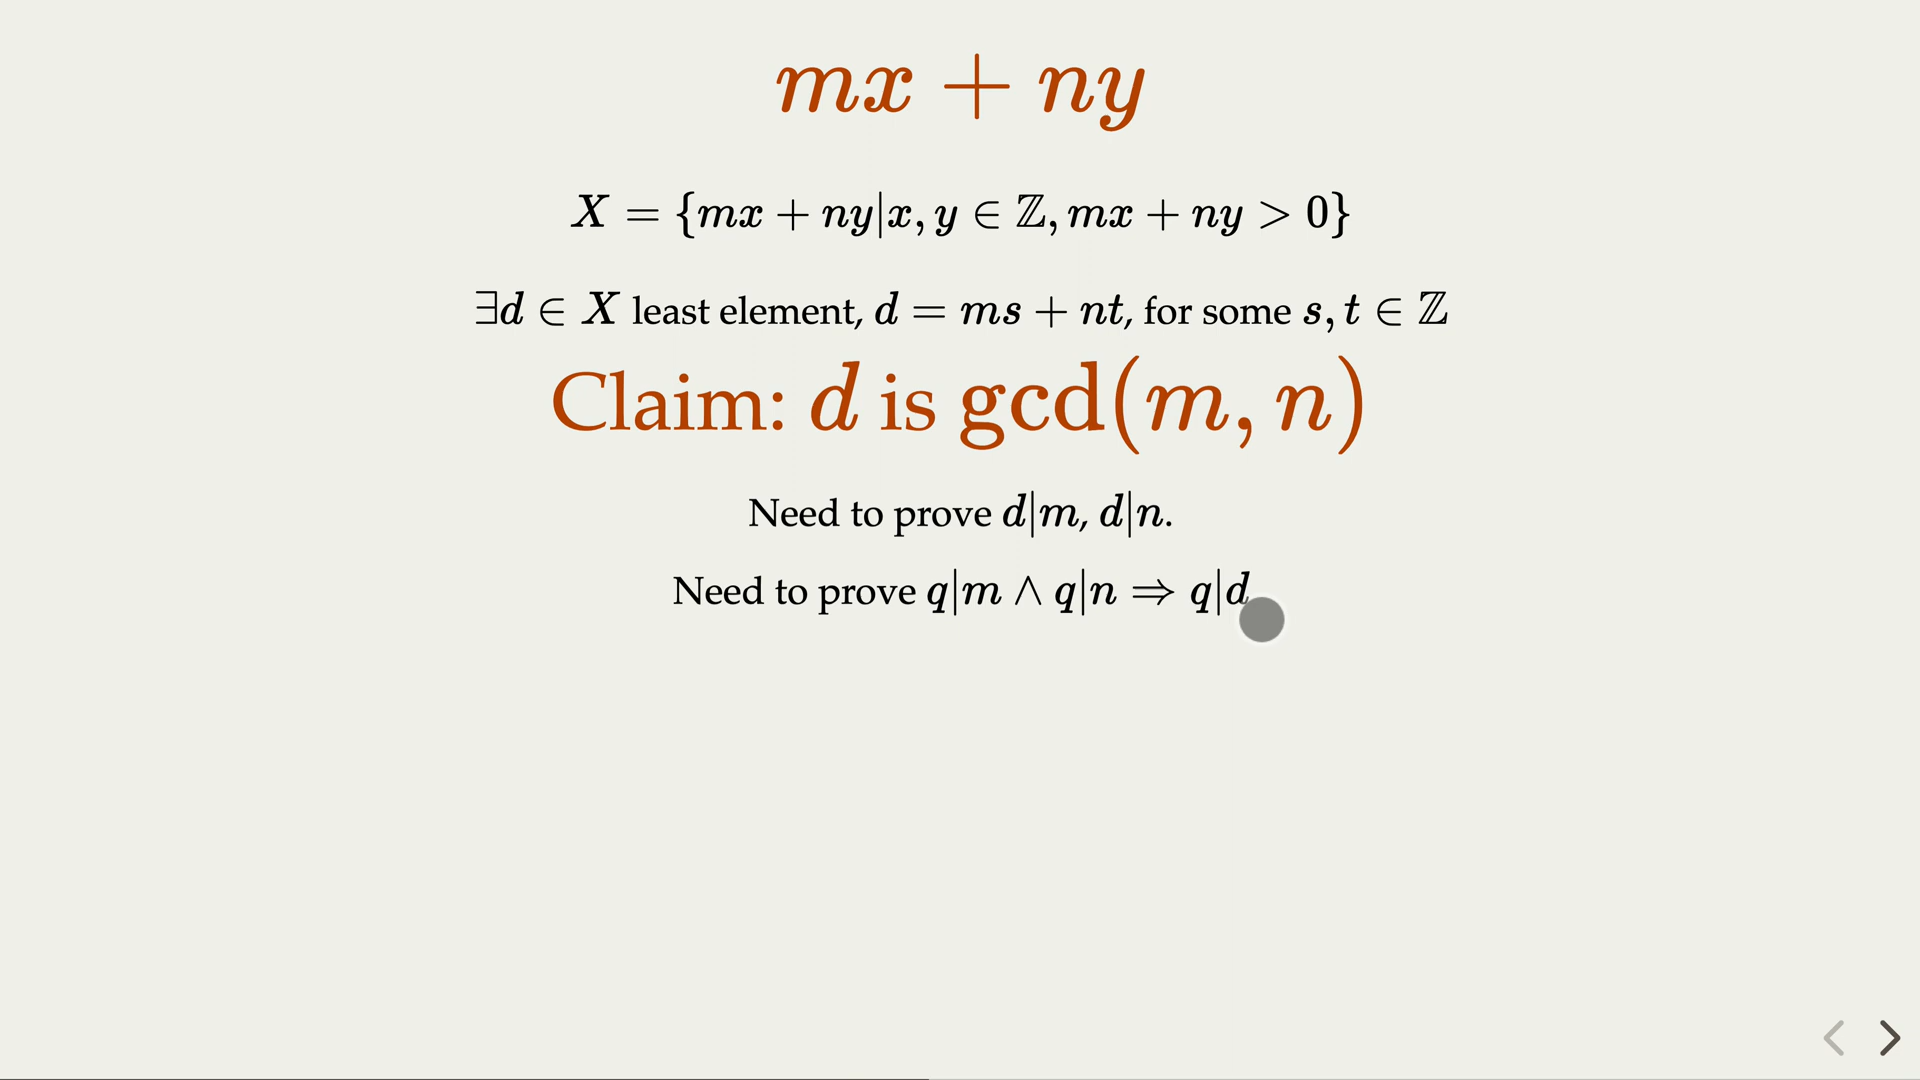 mx + ny
X = {mx + ny|x, y ∈ ℤ, mx + ny > 0}
∃d ∈ X least element, d = ms + nt, for some s, t ∈ ℤ
Claim: d is gcd(m, n)
Need to prove d|m, d|n.
Need to prove q|m ∧ q|n ⇒ q|d